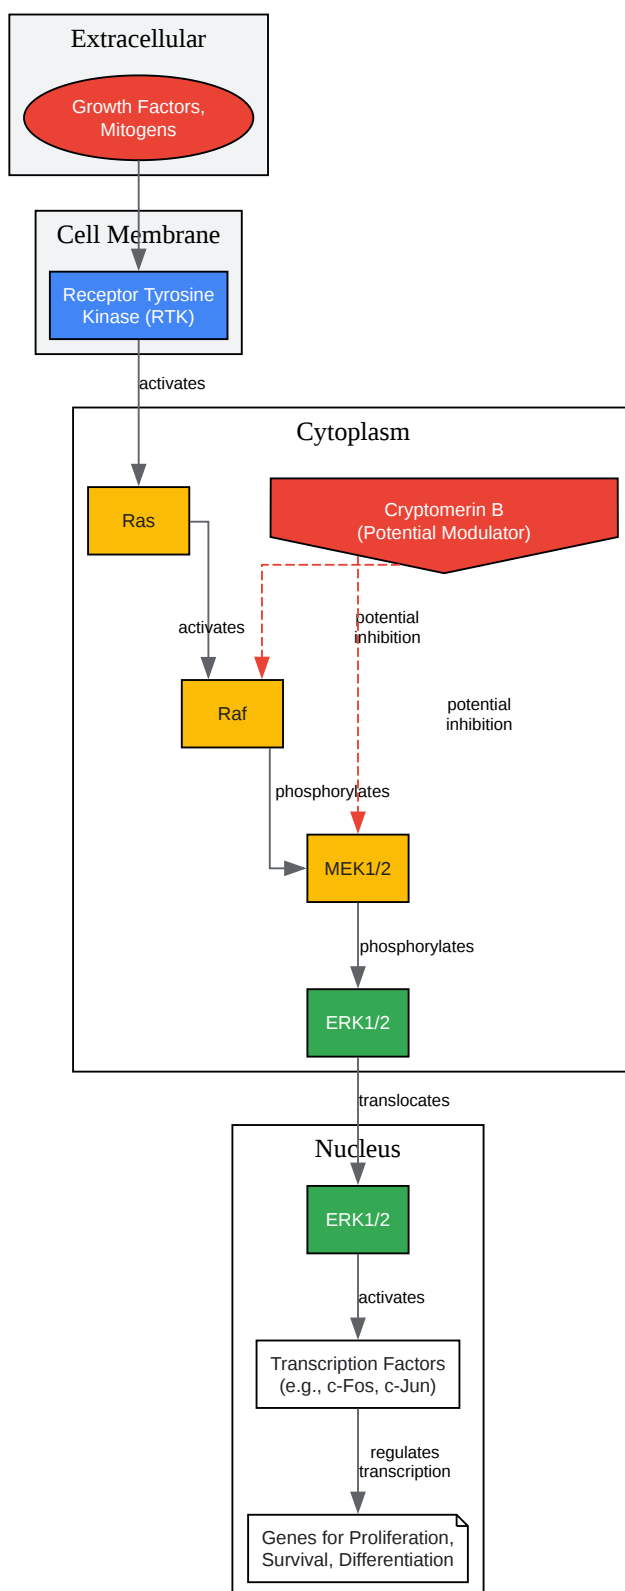 Extracellular
Growth Factors,
Mitogens
Cell Membrane
Receptor Tyrosine
Kinase (RTK)
activates
Cytoplasm
Ras
Cryptomerin B
(Potential Modulator)
activates
potential
inhibition
Raf
potential
inhibition
phosphorylates
MEK1/2
phosphorylates
ERK1/2
translocates
Nucleus
ERK1/2
activates
Transcription Factors
(e.g., c-Fos, c-Jun)
regulates
transcription
Genes for Proliferation,
Survival, Differentiation